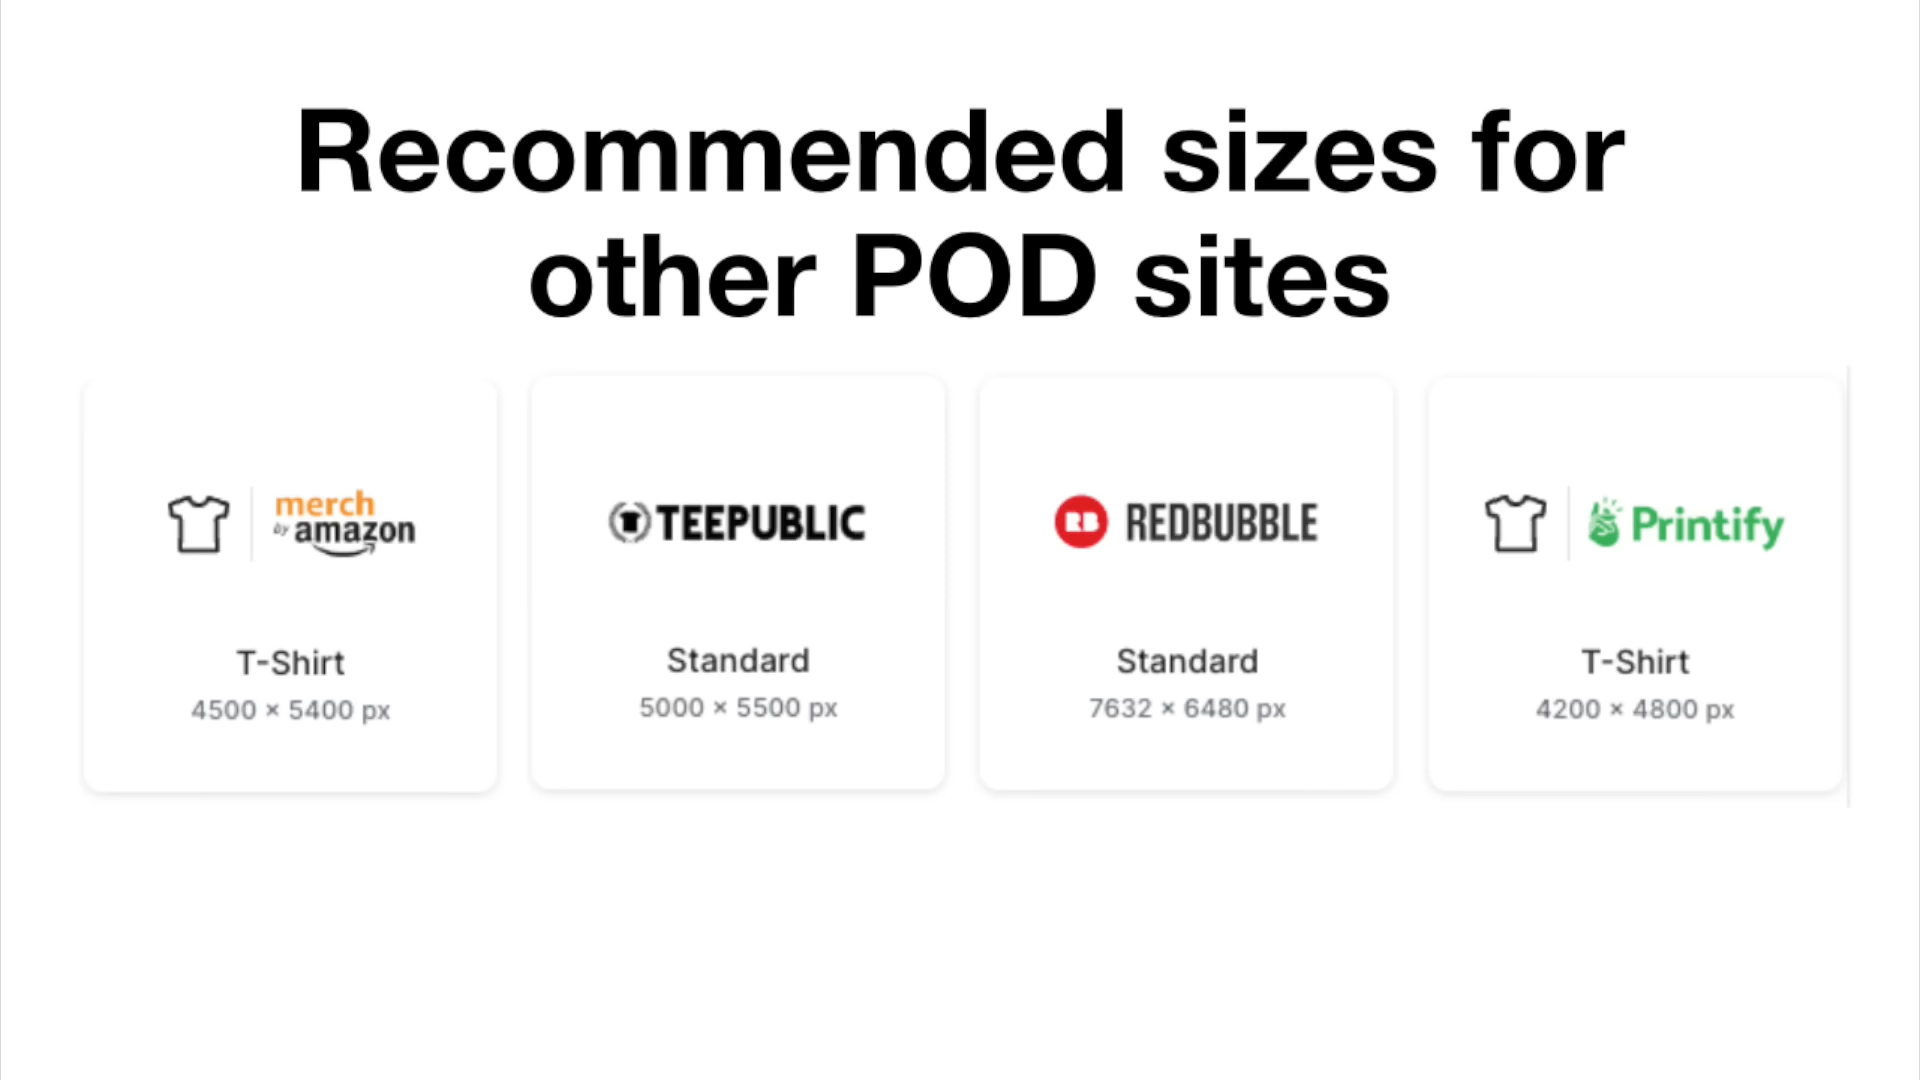 Recommended sizes for
other POD sites
merch
by amazon
T-Shirt
4500 × 5400 px
TEEPUBLIC
Standard
5000 × 5500 px
RB REDBUBBLE
Standard
7632 × 6480 px
Printify
T-Shirt
4200 × 4800 px